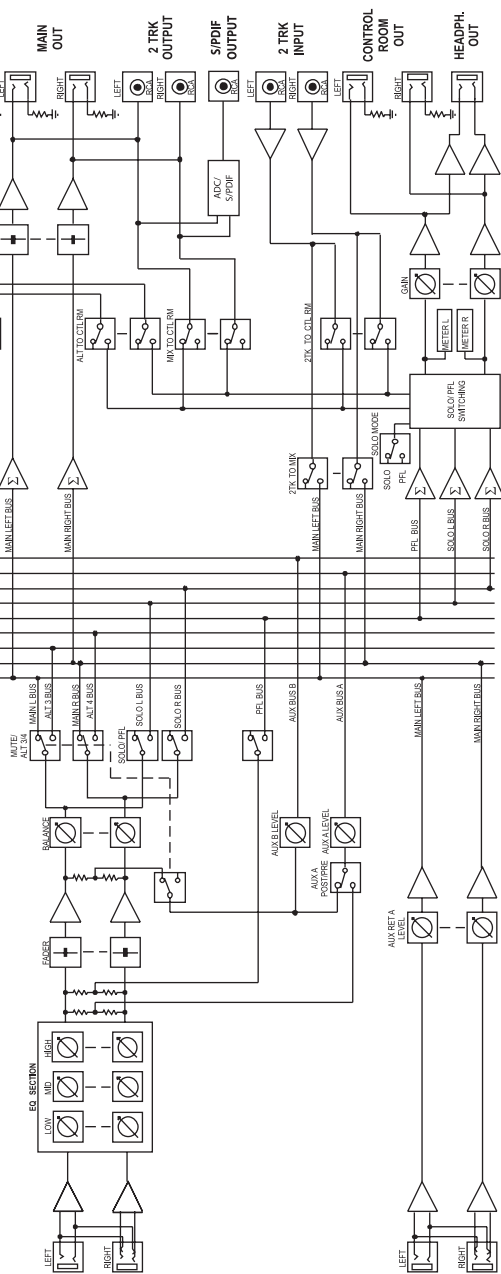 MAIN
OUT
2 TRK
OUTPUT
S/PDIF
OUTPUT
2 TRK
INPUT
CONTROL
ROOM
OUT
HEADPH.
OUT
LEFT
RIGHT
LEFT
RCA
RIGHT
RCA
RCA
LEFT
RCA
RIGHT
RCA
LEFT
RIGHT
ADC/
S/PDIF
GAIN
METER L
METER R
ALT TO CTL RM
MIX TO CTL RM
2TK TO CTL RM
SOLO/PFL
SWITCHING
SOLO MODE
SOLO
PFL
2TK TO MIX
Σ
Σ
Σ
Σ
Σ
MAIN LEFT BUS
MAIN RIGHT BUS
MAIN LEFT BUS
MAIN RIGHT BUS
PFL BUS
SOLO L BUS
SOLO R BUS
MAIN L BUS
ALT 3 BUS
MAIN R BUS
ALT 4 BUS
SOLO L BUS
SOLO R BUS
PFL BUS
AUX BUS B
AUX BUS A
MAIN LEFT BUS
MAIN RIGHT BUS
MUTE/
ALT 3/4
SOLO/ PFL
BALANCE
AUX B LEVEL
AUX A LEVEL
AUX A
POST/PRE
FADER
AUX RET A
LEVEL
EQ SECTION
HIGH
MID
LOW
LEFT
RIGHT
LEFT
RIGHT